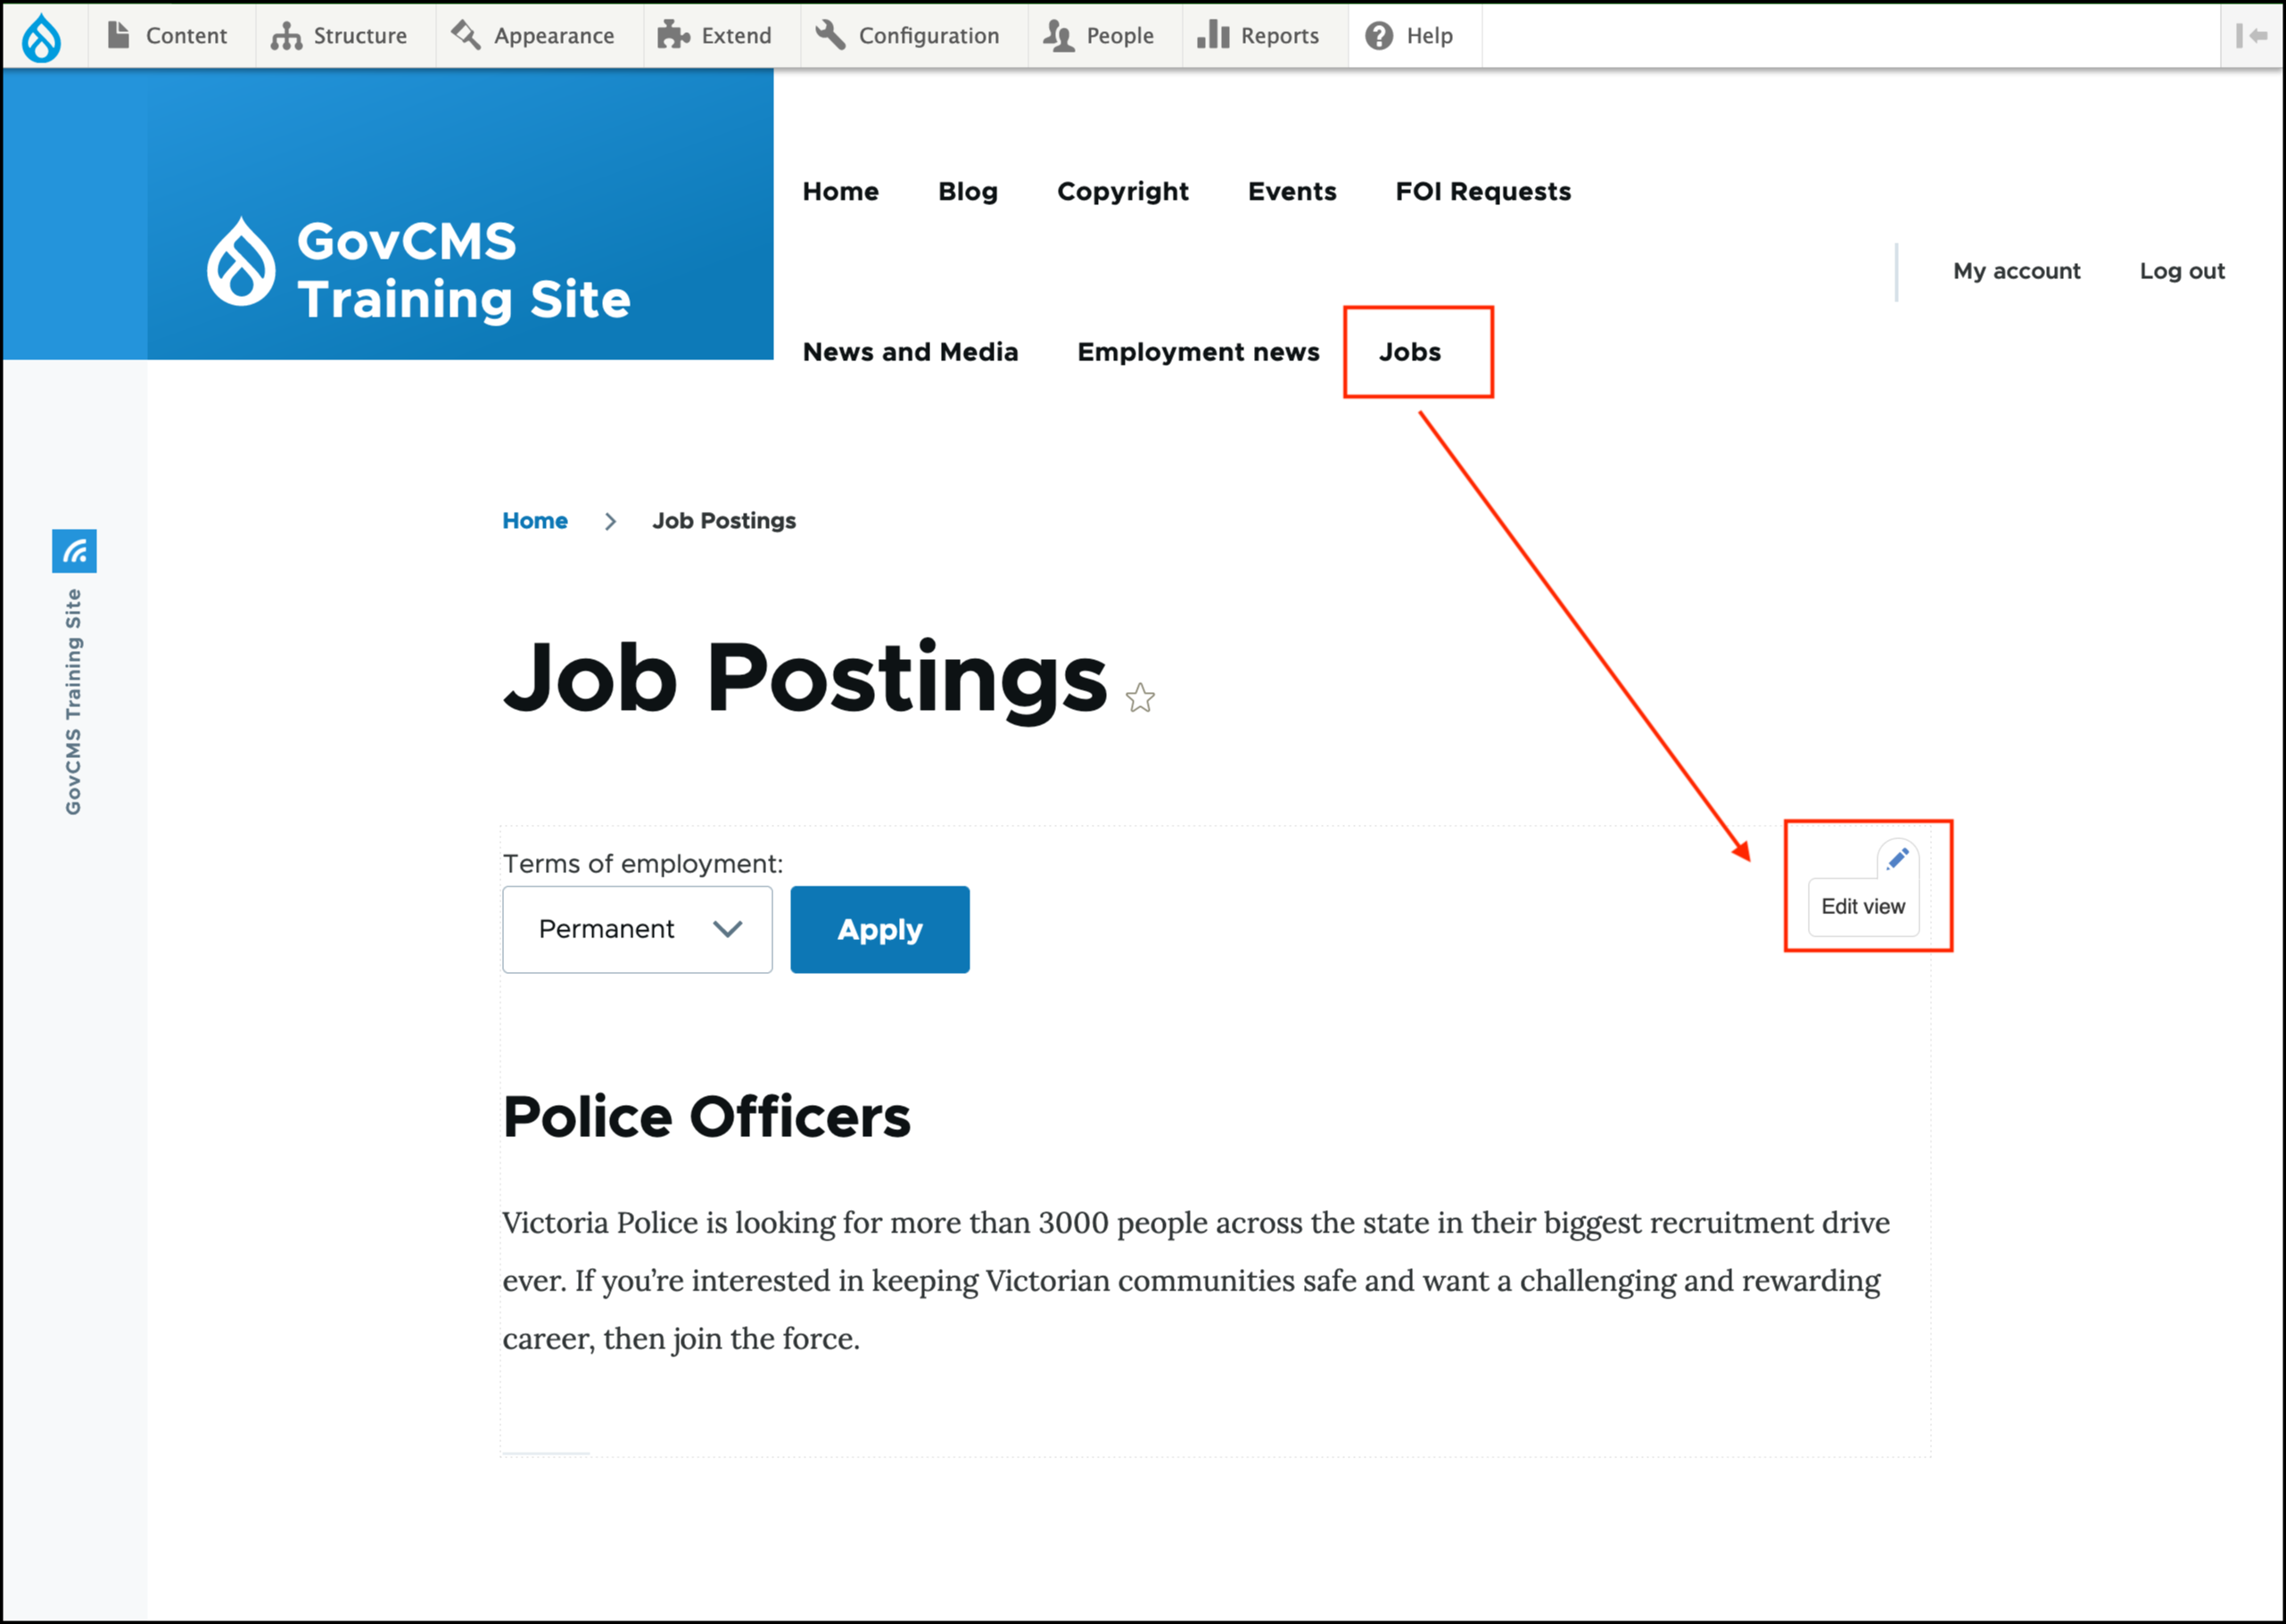 Content Structure Appearance Extend Configuration People Reports Help
GovCMS
Training Site
Home Blog Copyright Events FOI Requests
My account Log out
News and Media Employment news Jobs
Home Job Postings
GovCMS Training Site
Job Postings
Terms of employment:
Permanent Apply
Edit view
Police Officers
Victoria Police is looking for more than 3000 people across the state in their biggest recruitment drive
ever. If you’re interested in keeping Victorian communities safe and want a challenging and rewarding
career, then join the force.